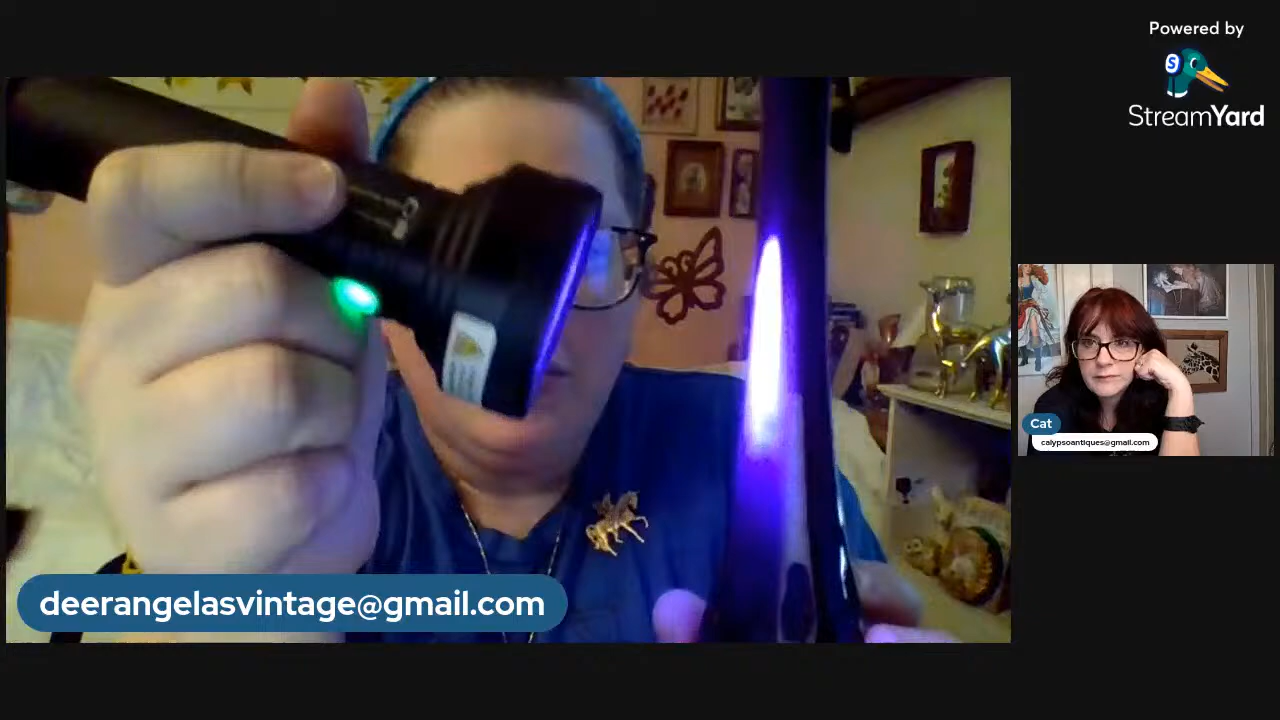 Powered by
S
StreamYard
Cat
calypsoantiques@gmail.com
deerangelasvintage@gmail.com